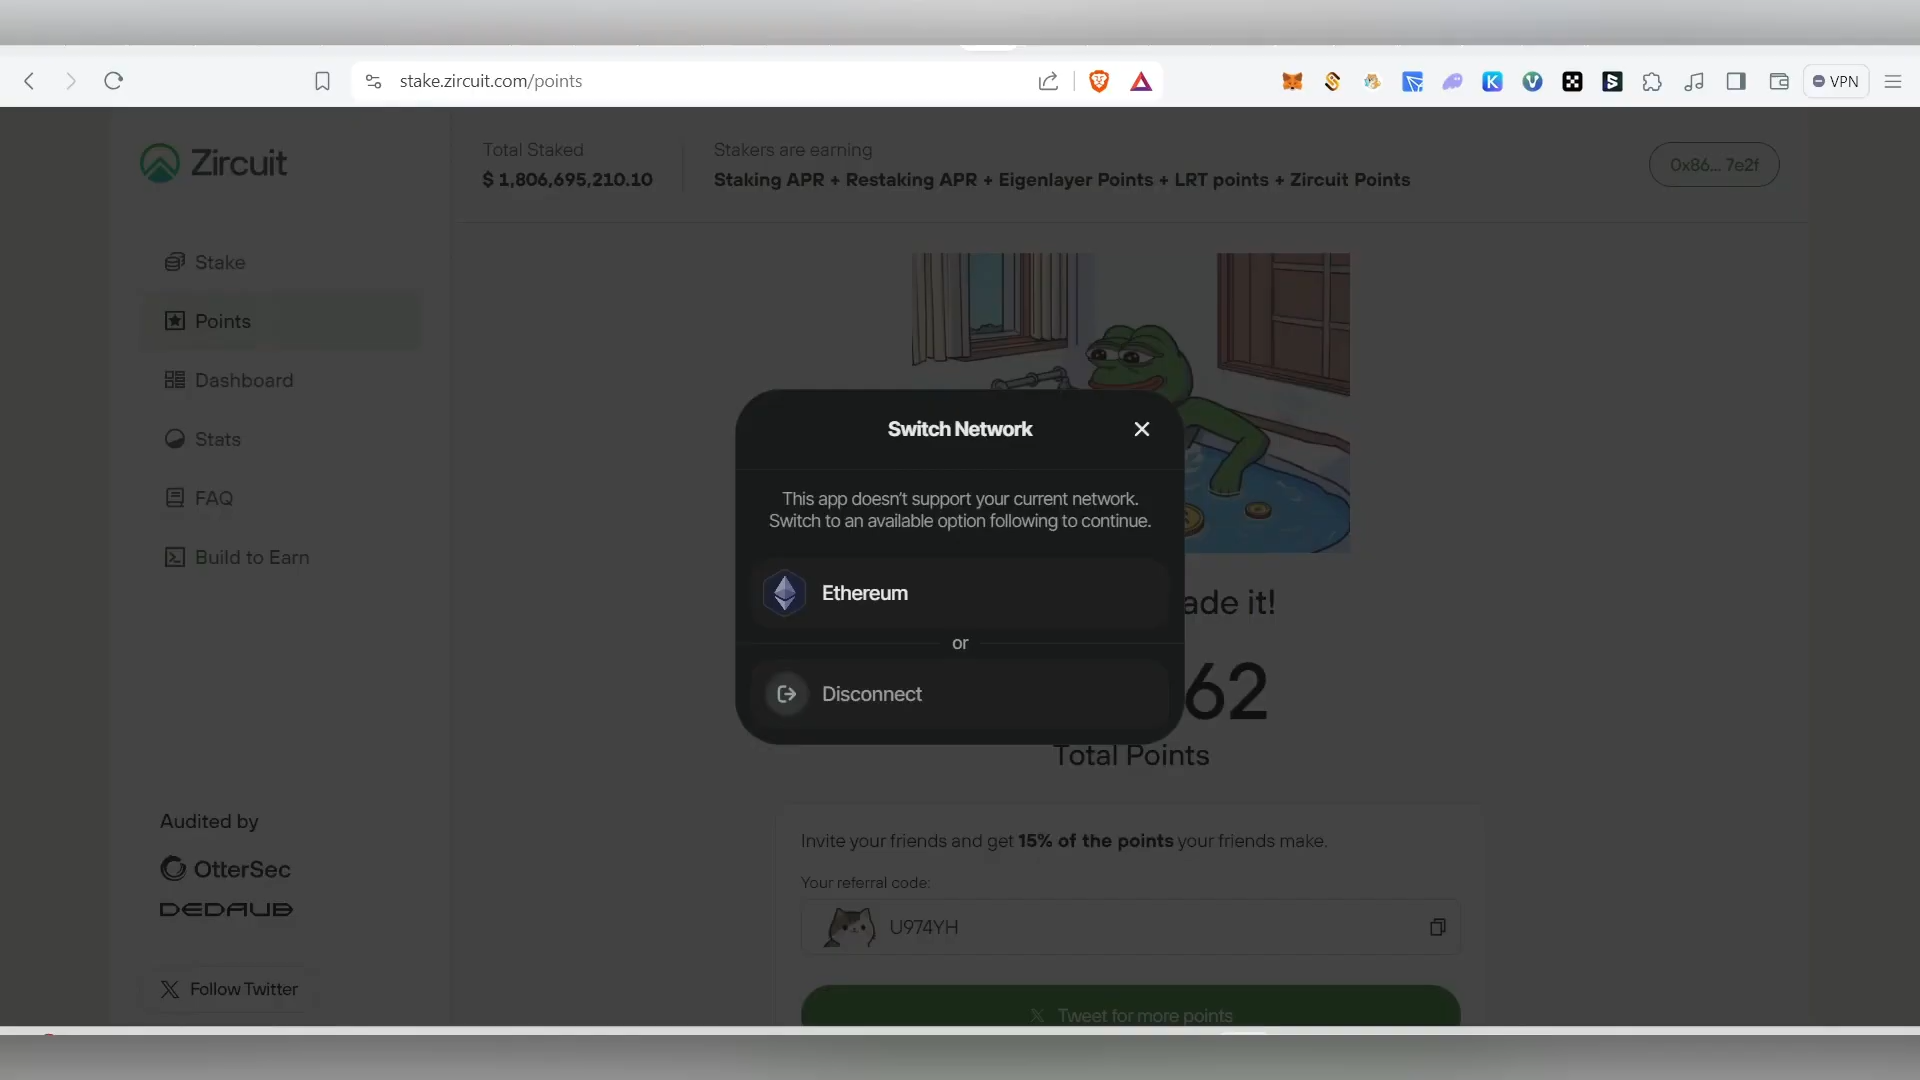 stake.zircuit.com/points
VPN
Zircuit
Total Staked
$ 1,806,695,210.10
Stakers are earning
Staking APR + Restaking APR + Eigenlayer Points + LRT points + Zircuit Points
0x86... 7e2f
Stake
Points
Dashboard
Stats
FAQ
Build to Earn
Audited by
OtterSec
DEDAUB
Follow Twitter
Switch Network
This app doesn't support your current network.
Switch to an available option following to continue.
Ethereum
or
Disconnect
ade it!
62
Total Points
Invite your friends and get 15% of the points your friends make.
Your referral code:
U974YH
Tweet for more points